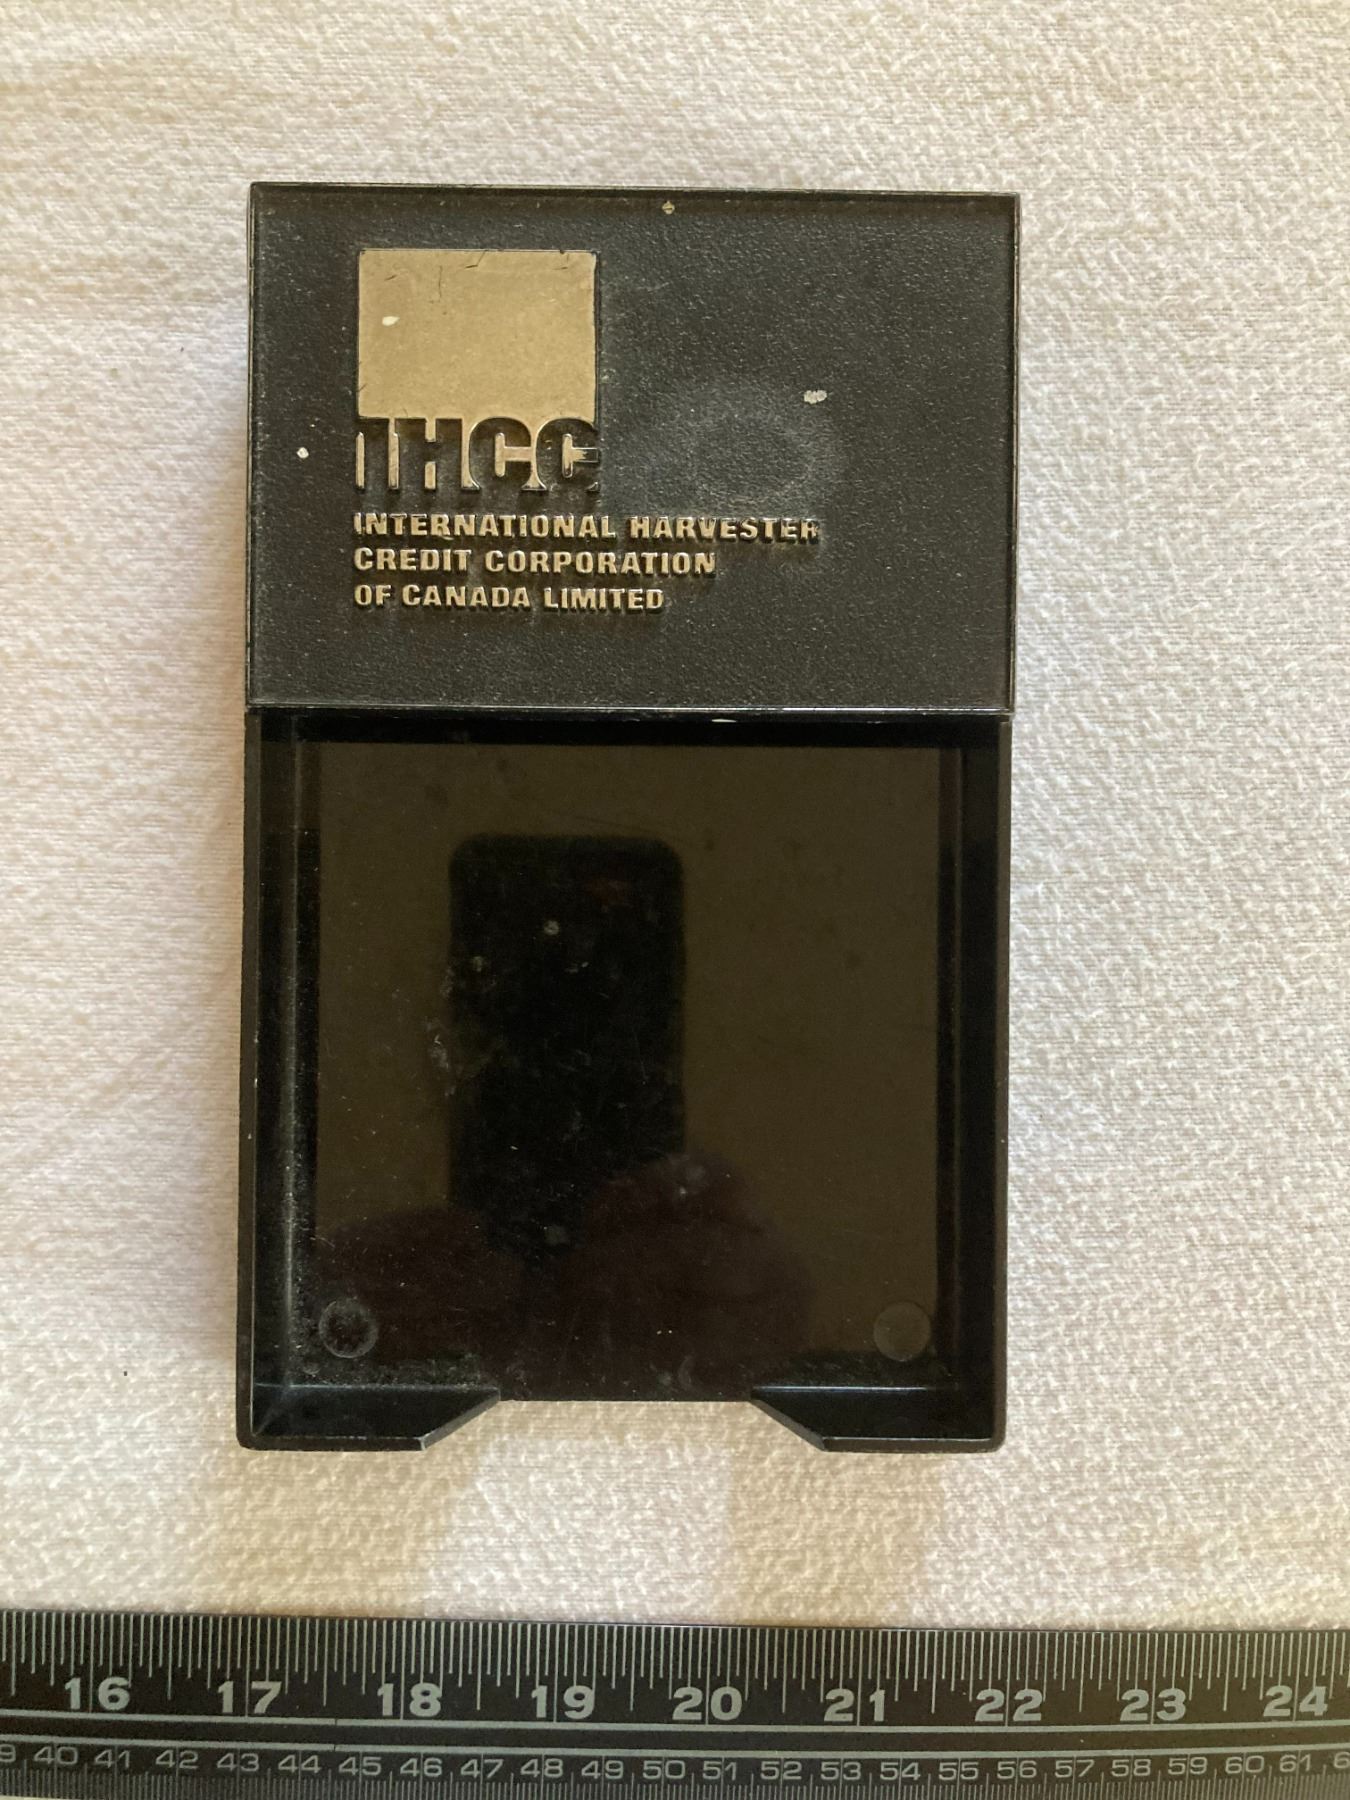 IHCC
INTERNATIONAL HARVESTER
CREDIT CORPORATION
OF CANADA LIMITED
16 17 18 19 20 21 22 23 24
40 41 42 43 44 45 46 47 48 49 50 51 52 53 54 55 56 57 58 59 60 61